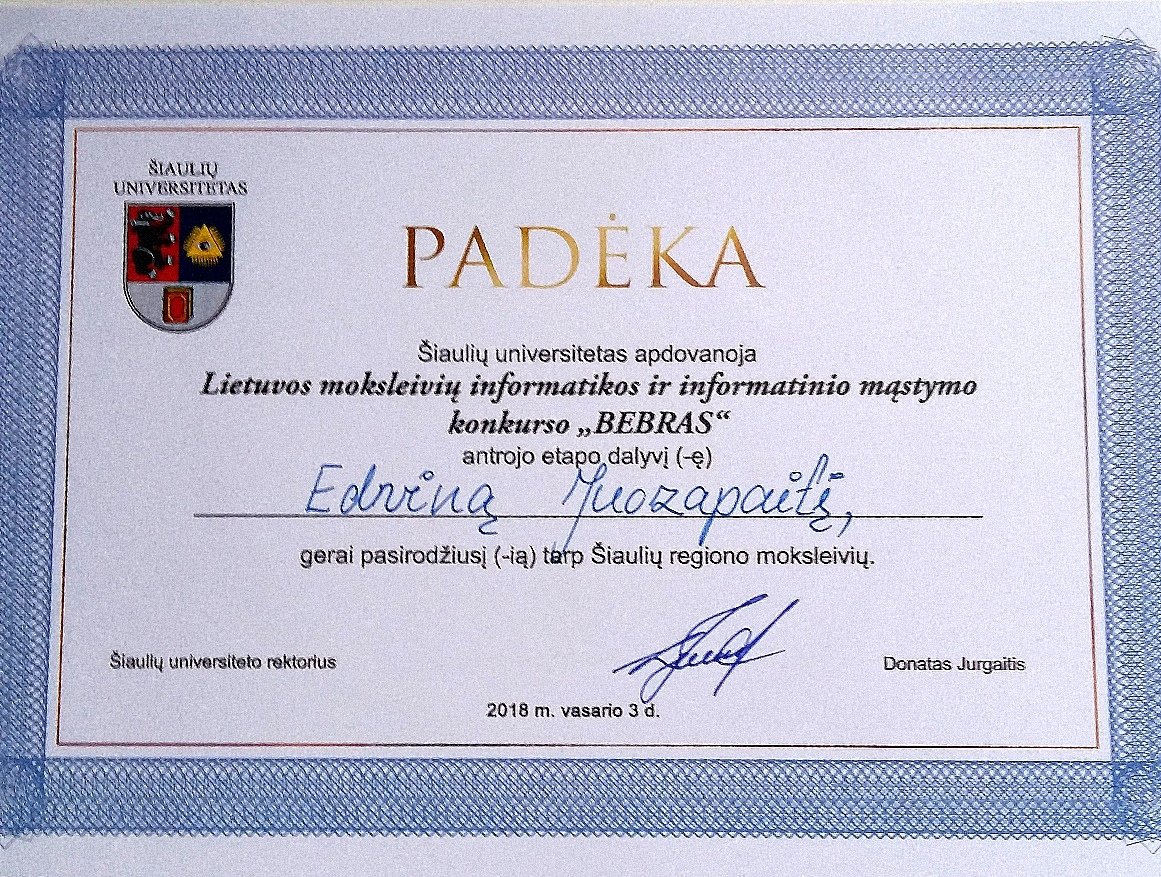 ŠIAULIŲ
UNIVERSITETAS
PADĖKA
Šiaulių universitetas apdovanoja
Lietuvos moksleivių informatikos ir informatinio mąstymo
konkurso „BEBRAS“
antrojo etapo dalyvį (-ę)
Edviną Juozapaitį,
gerai pasirodžiusį (-ią) tarp Šiaulių regiono moksleivių.
Šiaulių universiteto rektorius
Donatas Jurgaitis
2018 m. vasario 3 d.